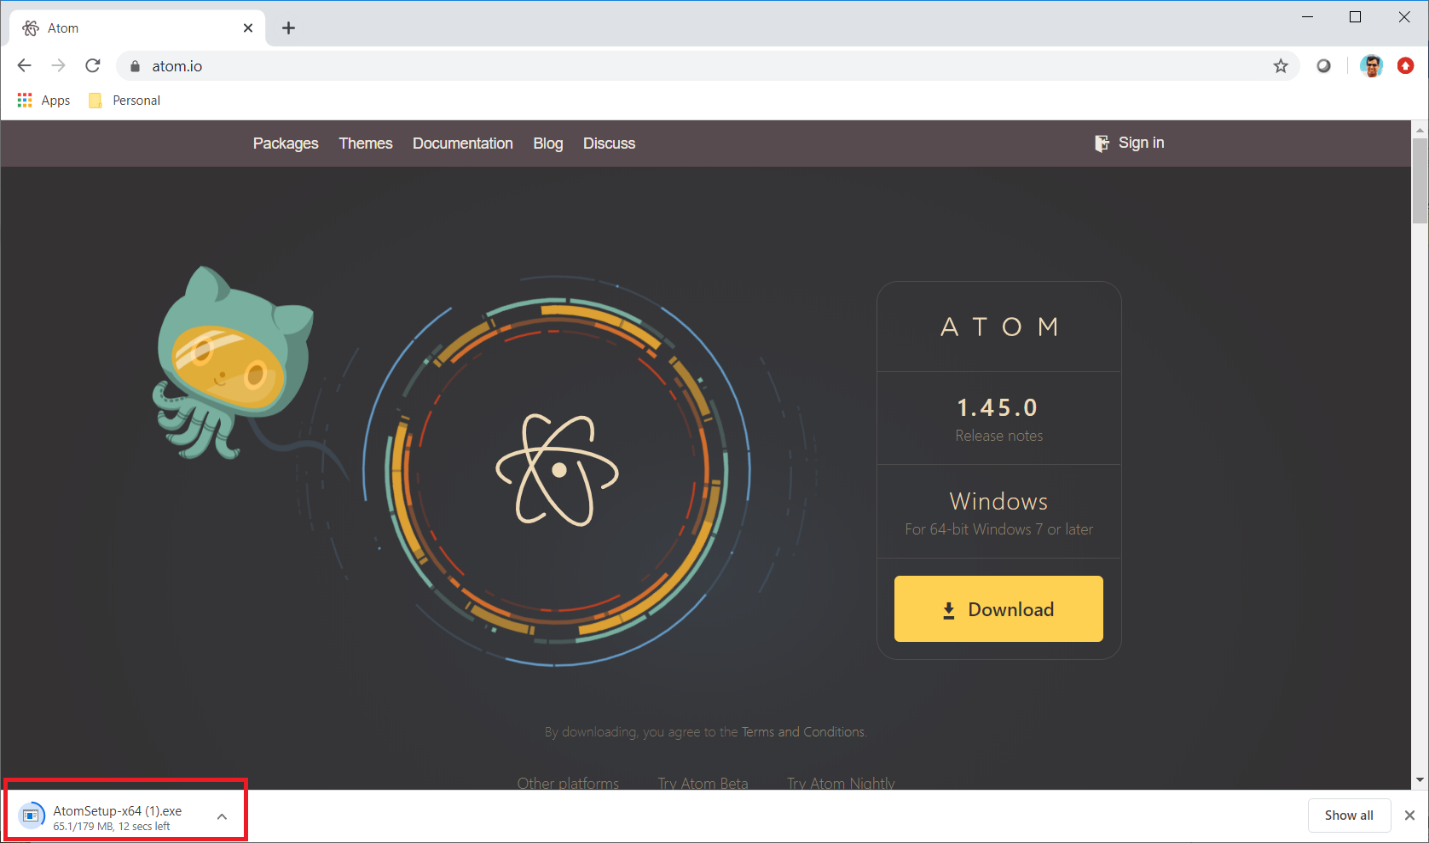 Atom
atom.io
Apps Personal
Packages Themes Documentation Blog Discuss Sign in
ATOM
1.45.0
Release notes
Windows
For 64-bit Windows 7 or later
Download
By downloading, you agree to the Terms and Conditions.
Other platforms Try Atom Beta Try Atom Nightly
AtomSetup-x64 (1).exe
65.1/179 MB, 12 secs left
Show all